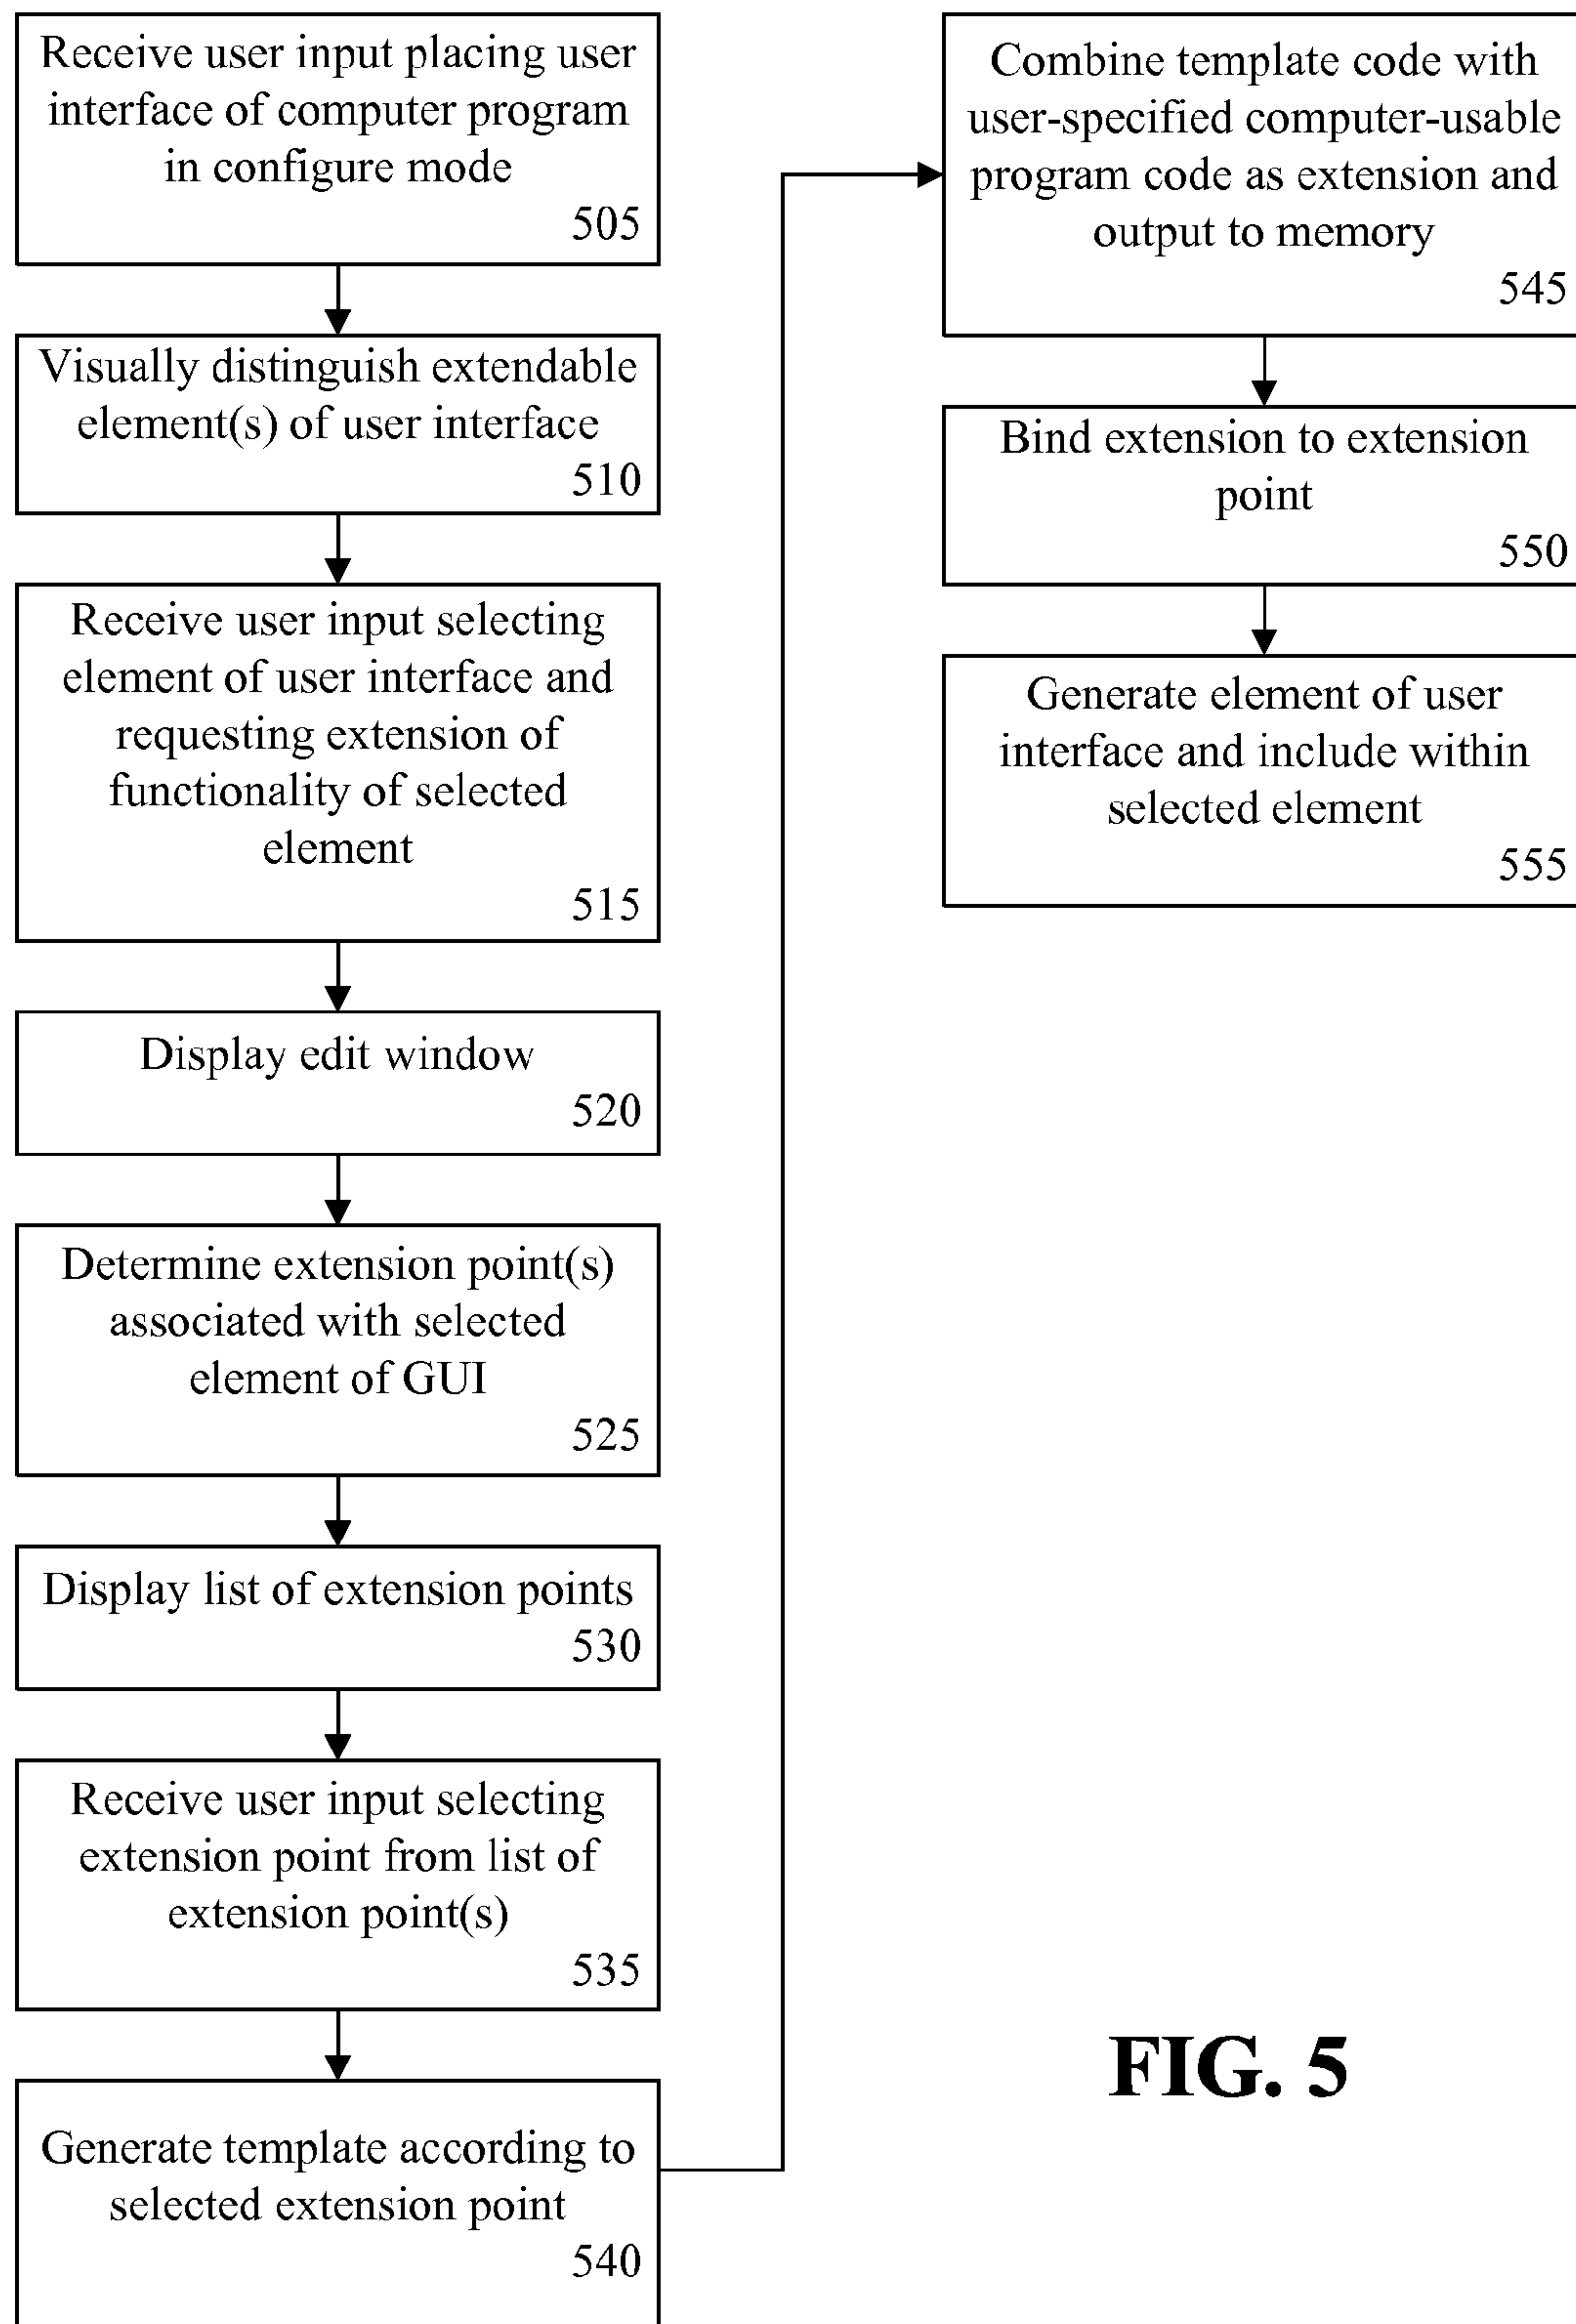 Receive user input placing user
interface of computer program
in configure mode
505
Visually distinguish extendable
element(s) of user interface
510
Receive user input selecting
element of user interface and
requesting extension of
functionality of selected
element
515
Display edit window
520
Determine extension point(s)
associated with selected
element of GUI
525
Display list of extension points
530
Receive user input selecting
extension point from list of
extension point(s)
535
Generate template according to
selected extension point
540
Combine template code with
user-specified computer-usable
program code as extension and
output to memory
545
Bind extension to extension
point
550
Generate element of user
interface and include within
selected element
555
FIG. 5